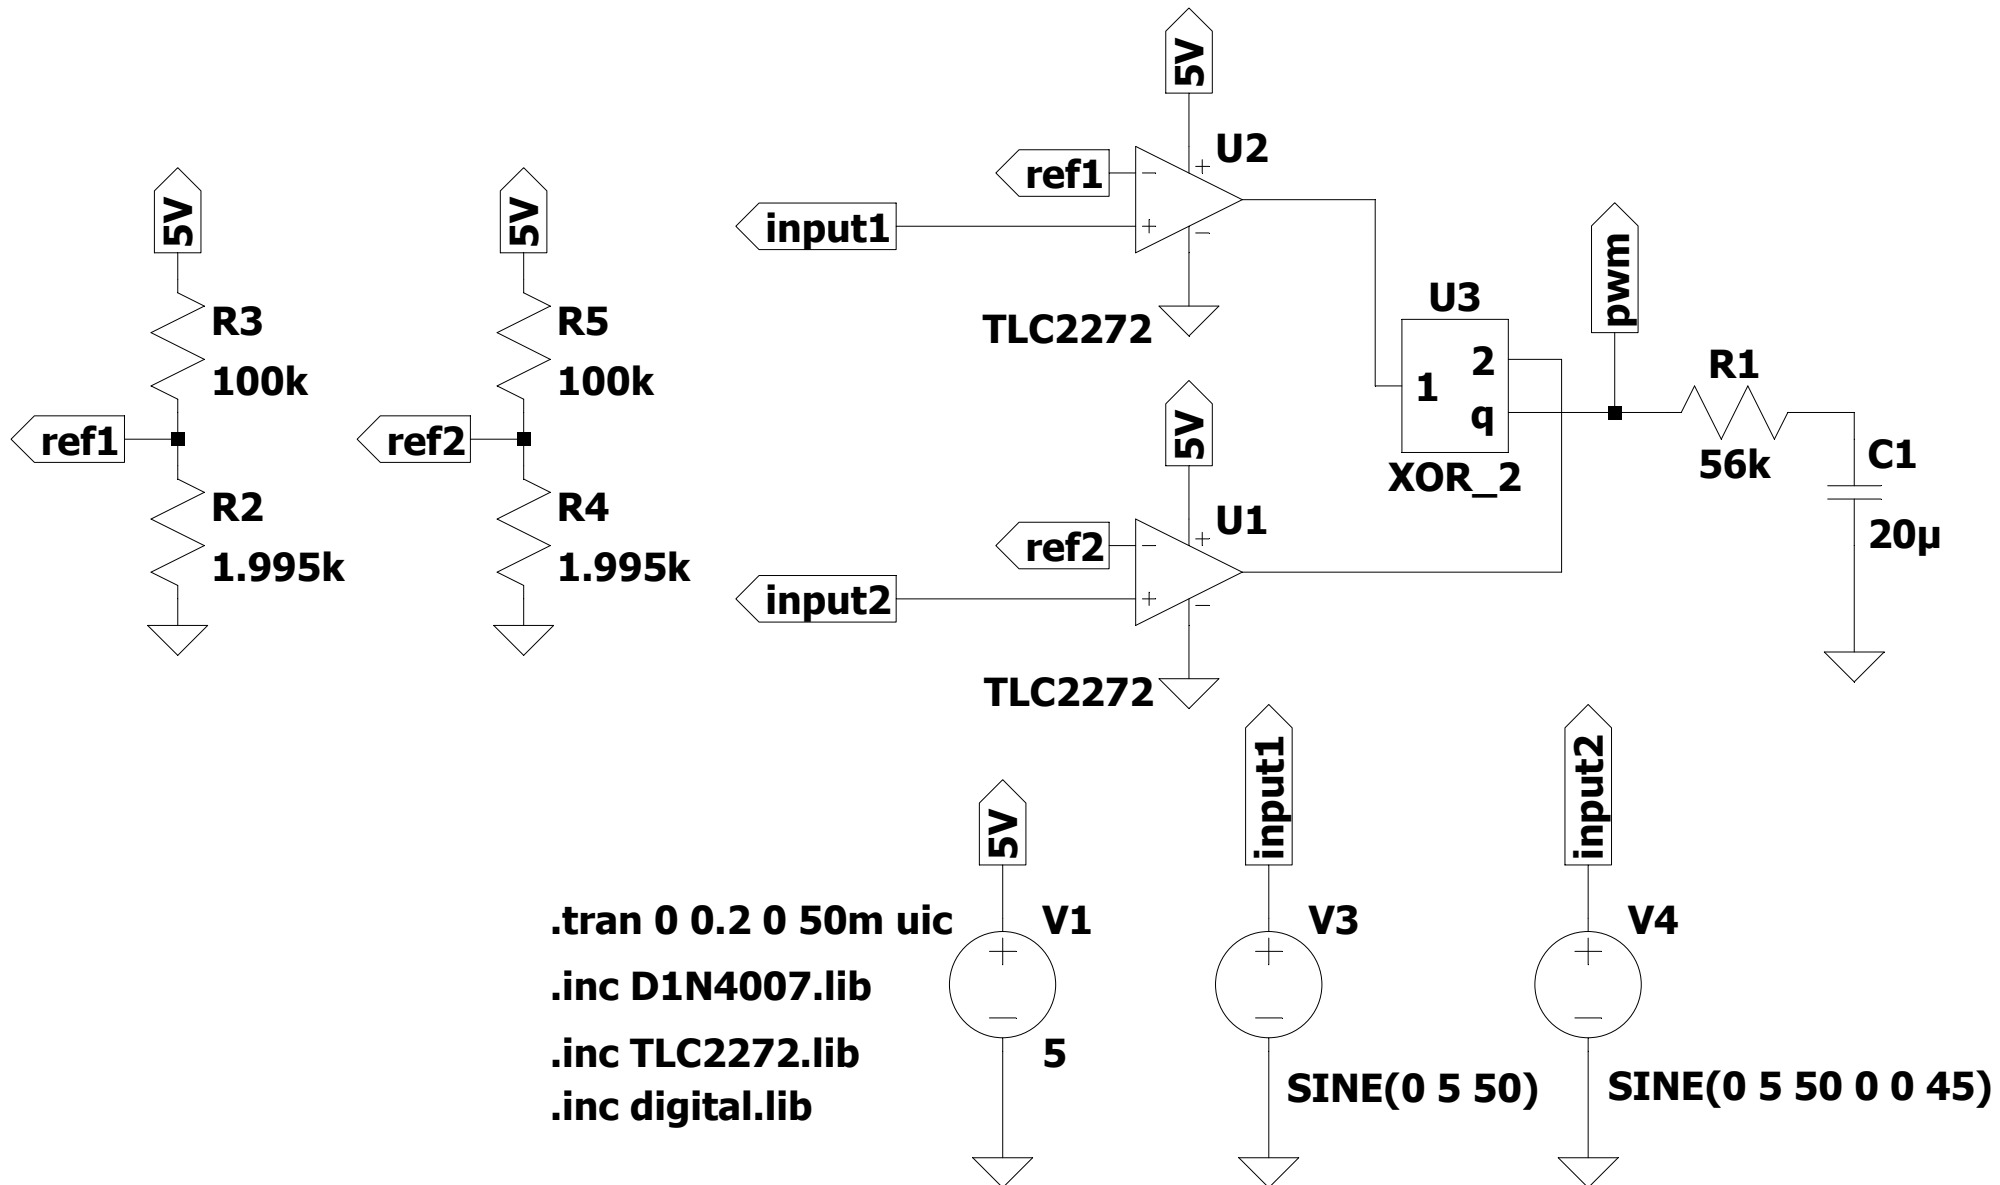 5V
U2
ref1
input1
TLC2272
5V
R3
100k
ref1
R2
1.995k
5V
R5
100k
ref2
R4
1.995k
U3
1
2
q
XOR_2
pwm
R1
56k
C1
20µ
5V
U1
ref2
input2
TLC2272
.tran 0 0.2 0 50m uic
.inc D1N4007.lib
.inc TLC2272.lib
.inc digital.lib
5V
V1
5
input1
V3
SINE(0 5 50)
input2
V4
SINE(0 5 50 0 0 45)